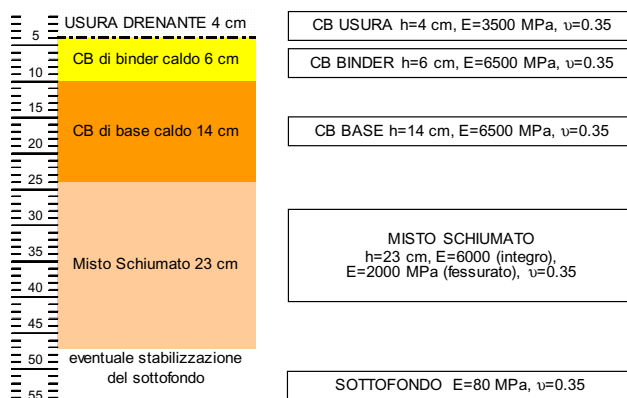 USURA DRENANTE 4 cm
CB USURA h=4 cm, E=3500 MPa, υ=0.35
5
CB di binder caldo 6 cm
CB BINDER h=6 cm, E=6500 MPa, υ=0.35
10
15
CB di base caldo 14 cm
CB BASE h=14 cm, E=6500 MPa, υ=0.35
20
25
30
MISTO SCHIUMATO
h=23 cm, E=6000 (integro),
E=2000 MPa (fessurato), υ=0.35
35
Misto Schiumato 23 cm
40
45
50
eventuale stabilizzazione
del sottofondo
55
SOTTOFONDO E=80 MPa, υ=0.35